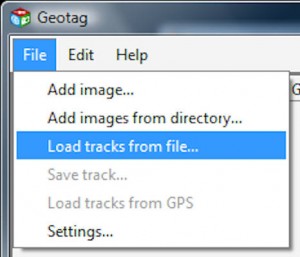 Geotag
File Edit Help
Add image...
Add images from directory...
Load tracks from file...
Save track...
Load tracks from GPS
Settings...